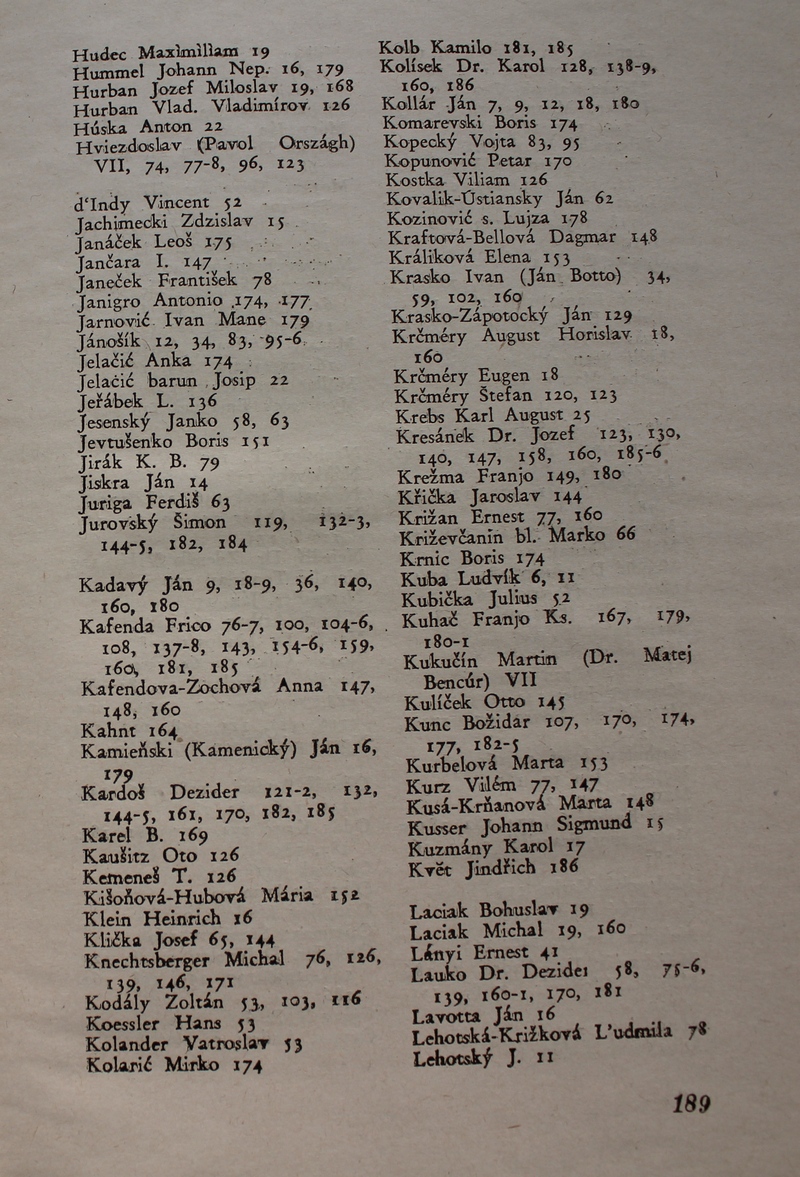 Hudec Maximiliam 19
Hummel Johann Nep. 16, 179
Hurban Jozef Miloslav 19, 168
Hurban Vlad. Vladimírov 126
Húska Anton 22
Hviezdoslav (Pavol Országh)
VII, 74, 77-8, 96, 123
d'Indy Vincent 52
Jachimecki Zdzislav 15
Janáček Leoš 175
Jančara I. 147
Janeček František 78
Janigro Antonio 174, 177
Jarnović Ivan Mane 179
Jánošík 12, 34, 83, 95-6
Jelačić Anka 174
Jelačić barun Josip 22
Jeřábek L. 136
Jesenský Janko 58, 63
Jevtušenko Boris 151
Jirák K. B. 79
Jiskra Ján 14
Juriga Ferdiš 63
Jurovský Šimon 119, 132-3,
144-5, 182, 184
Kadavý Ján 9, 18-9, 36, 140,
160, 180
Kafenda Frico 76-7, 100, 104-6,
108, 137-8, 143, 154-6, 159,
160, 181, 185
Kafendova-Zochová Anna 147,
148, 160
Kahnt 164
Kamieński (Kamenický) Ján 16,
179
Kardoš Dezider 121-2, 132,
144-5, 161, 170, 182, 185
Karel B. 169
Kaušitz Oto 126
Kemeneš T. 126
Kišoňová-Hubová Mária 152
Klein Heinrich 16
Klička Josef 65, 144
Knechtsberger Michal 76, 126,
139, 146, 171
Kodály Zoltán 53, 103, 116
Koessler Hans 53
Kolander Vatroslav 53
Kolarić Mirko 174
Kolb Kamilo 181, 185
Kolísek Dr. Karol 128, 138-9,
160, 186
Kollár Ján 7, 9, 12, 18, 180
Komarevski Boris 174
Kopecký Vojta 83, 95
Kopunović Petar 170
Kostka Viliam 126
Kovalik-Ústiansky Ján 62
Kozinović s. Lujza 178
Kraftová-Bellová Dagmar 148
Králiková Elena 153
Krasko Ivan (Ján Botto) 34,
59, 102, 160
Krasko-Zápotocký Ján 129
Krčméry August Horislav 18,
160
Krčméry Eugen 18
Krčméry Štefan 120, 123
Krebs Karl August 25
Kresánek Dr. Jozef 123, 130,
140, 147, 158, 160, 185-6
Krežma Franjo 149, 180
Křička Jaroslav 144
Križan Ernest 77, 160
Križevčanin bl. Marko 66
Krnic Boris 174
Kuba Ludvík 6, 11
Kubička Julius 52
Kuhač Franjo Ks. 167, 179,
180-1
Kukučín Martin (Dr. Matej
Bencúr) VII
Kulíček Otto 145
Kunc Božidar 107, 170, 174,
177, 182-5
Kurbelová Marta 153
Kurz Vilém 77, 147
Kusá-Krňanová Marta 148
Kusser Johann Sigmund 15
Kuzmány Karol 17
Květ Jindřich 186
Laciak Bohuslav 19
Laciak Michal 19, 160
Lányi Ernest 41
Lauko Dr. Dezider 58, 75-6,
139, 160-1, 170, 181
Lavotta Ján 16
Lehotská-Križková L'udmila 78
Lehotský J. 11
189